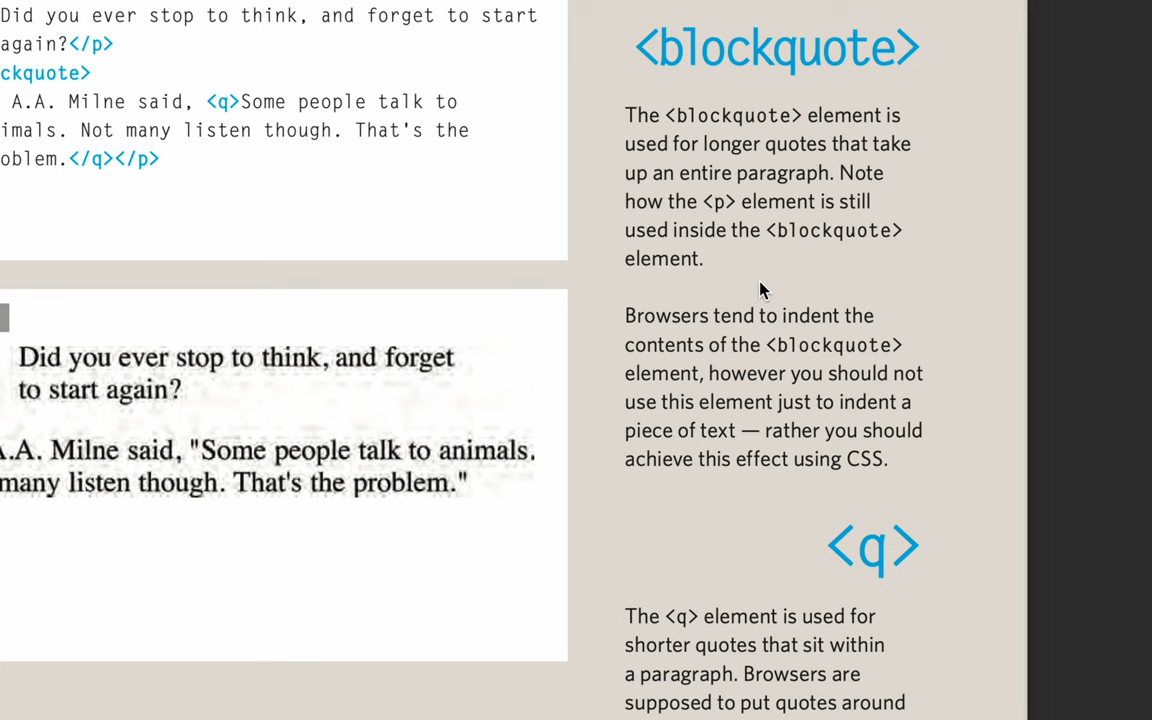 Did you ever stop to think, and forget to start
again?</p>
ckquote>
A.A. Milne said, <q>Some people talk to
imals. Not many listen though. That's the
oblem.</q></p>
Did you ever stop to think, and forget
to start again?
A.A. Milne said, "Some people talk to animals.
many listen though. That's the problem."
<blockquote>
The <blockquote> element is
used for longer quotes that take
up an entire paragraph. Note
how the <p> element is still
used inside the <blockquote>
element.
Browsers tend to indent the
contents of the <blockquote>
element, however you should not
use this element just to indent a
piece of text — rather you should
achieve this effect using CSS.
<q>
The <q> element is used for
shorter quotes that sit within
a paragraph. Browsers are
supposed to put quotes around